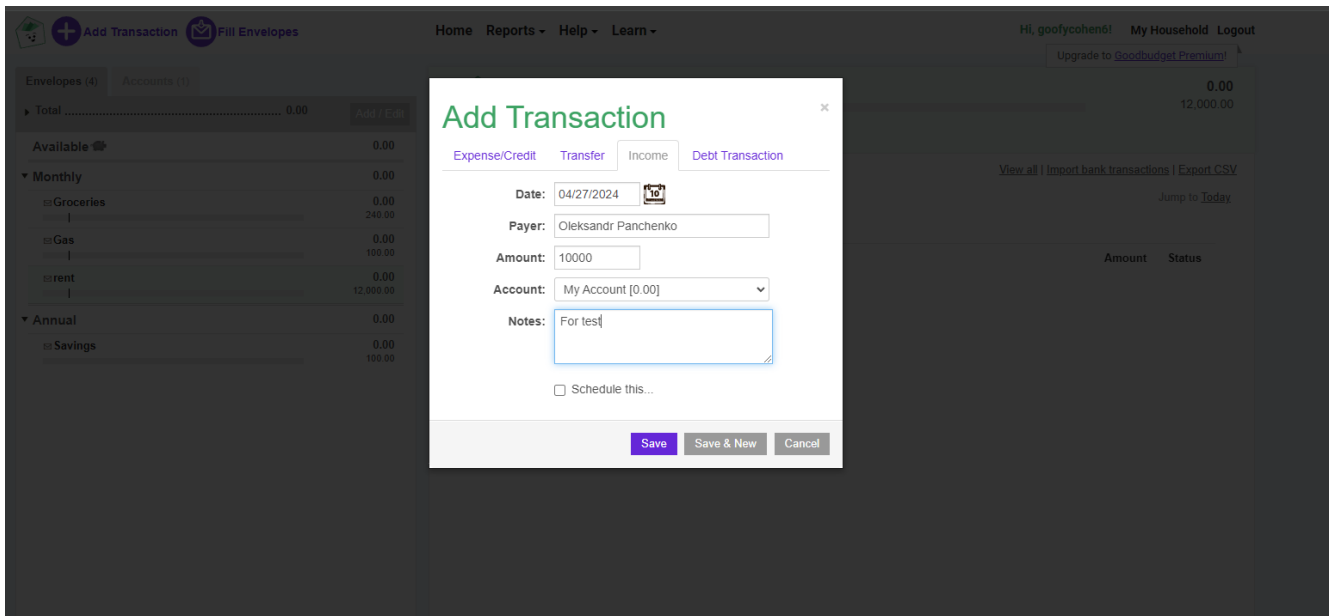 Add Transaction Fill Envelopes Home Reports Help Learn Hi, goofycohen6! My Household Logout
Upgrade to Goodbudget Premium!
Envelopes (4) Accounts (1)
0.00
12,000.00
Total ........................................................................ 0.00 Add / Edit
Available 0.00
Monthly 0.00
Groceries 0.00
240.00
Gas 0.00
100.00
rent 0.00
12,000.00
Annual 0.00
Savings 0.00
100.00
Add Transaction ×
Expense/Credit Transfer Income Debt Transaction
Date: 04/27/2024 10
Payer: Oleksandr Panchenko
Amount: 10000
Account: My Account [0.00]
Notes: For test
Schedule this...
Save Save & New Cancel
View all | Import bank transactions | Export CSV
Jump to Today
Amount Status